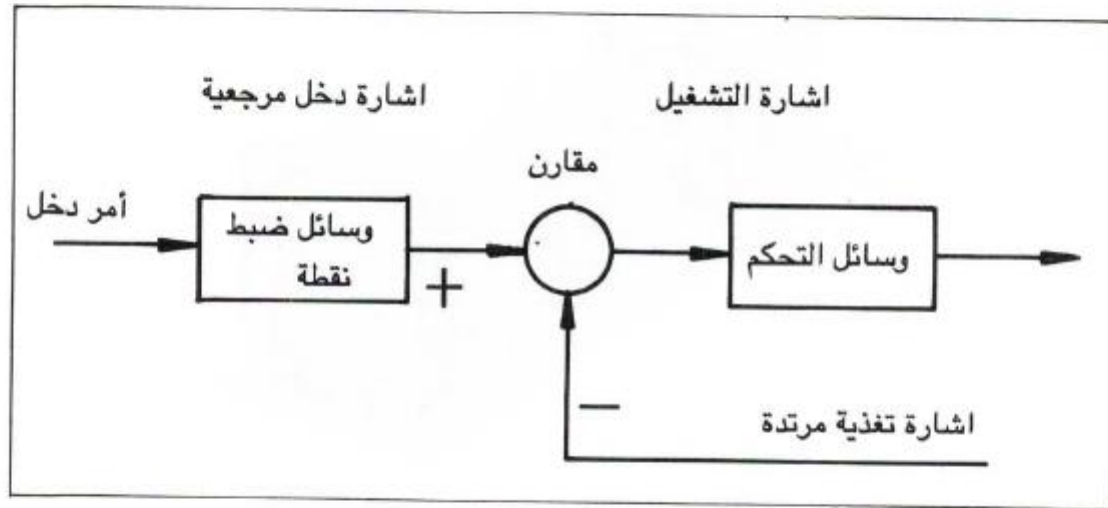 اشارة دخل مرجعية
اشارة التشغيل
مقارن
أمر دخل
وسائل ضبط
نقطة
وسائل التحكم
+
—
اشارة تغذية مرتدة